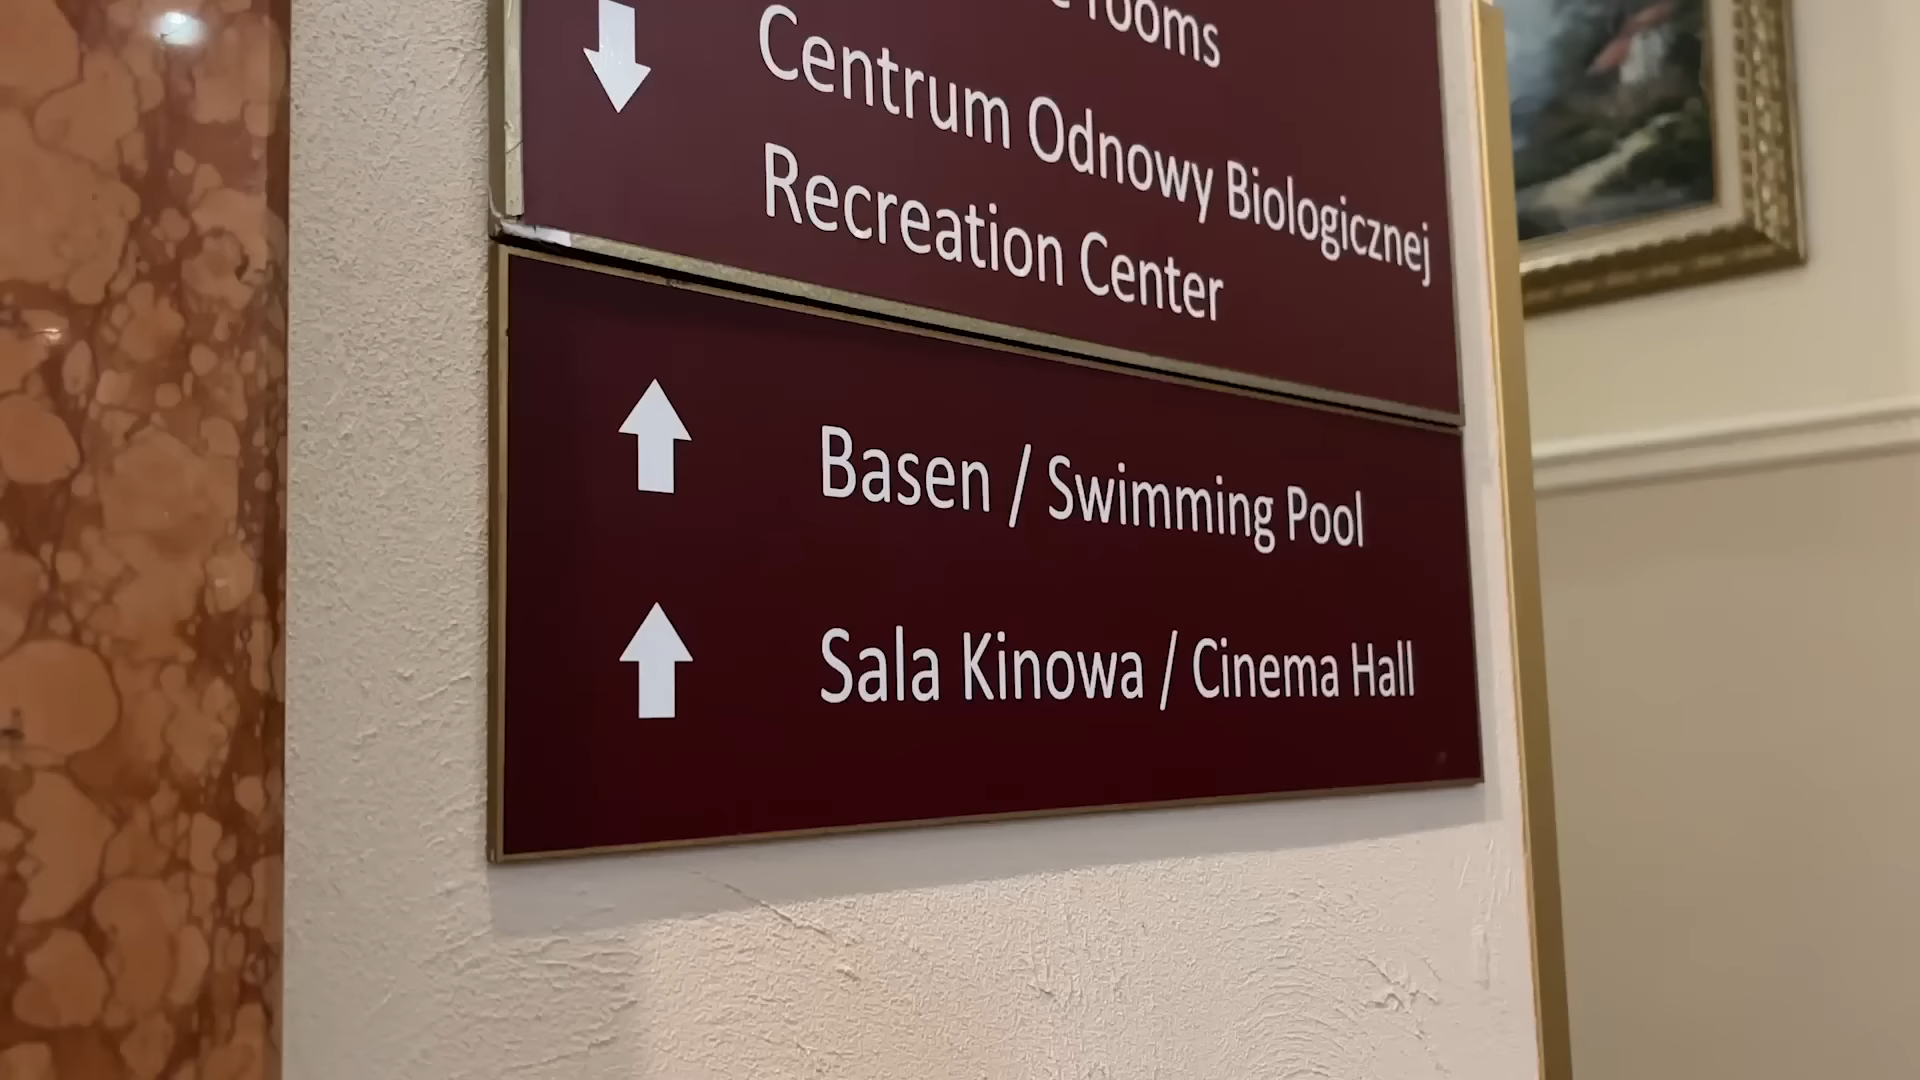 rooms
Centrum Odnowy Biologicznej
Recreation Center
Basen / Swimming Pool
Sala Kinowa / Cinema Hall